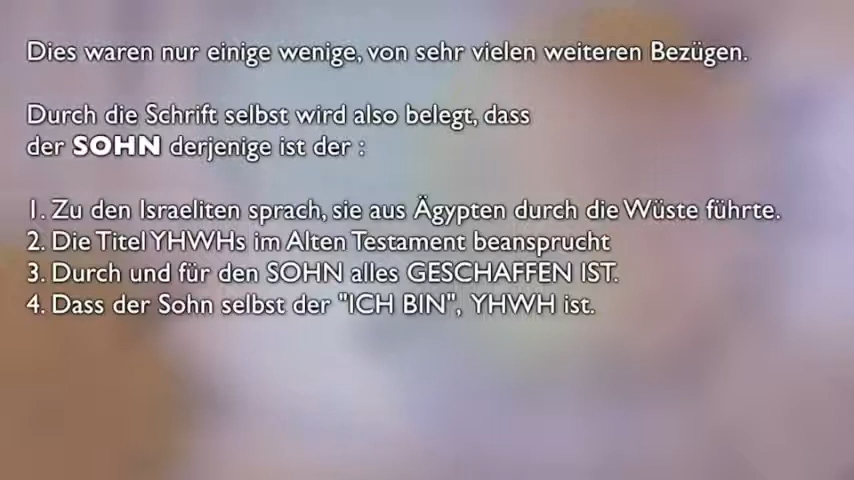 Dies waren nur einige wenige, von sehr vielen weiteren Bezügen.
Durch die Schrift selbst wird also belegt, dass
der SOHN derjenige ist der :
1. Zu den Israeliten sprach, sie aus Ägypten durch die Wüste führte.
2. Die Titel YHWHs im Alten Testament beansprucht
3. Durch und für den SOHN alles GESCHAFFEN IST.
4. Dass der Sohn selbst der "ICH BIN", YHWH ist.